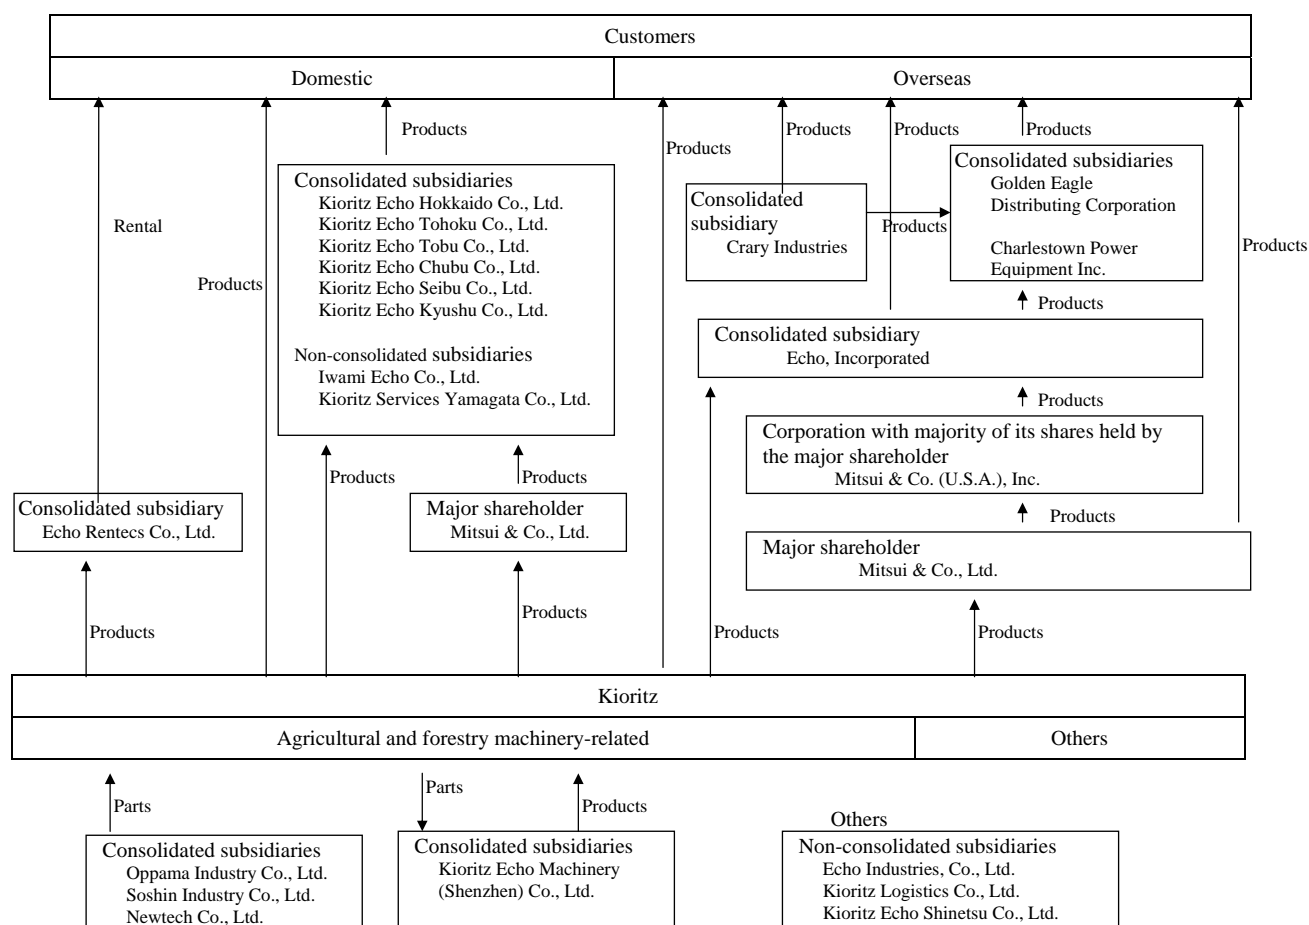 Customers
Domestic
Overseas
Products
Products
Products
Products
Products
Consolidated subsidiaries
Kioritz Echo Hokkaido Co., Ltd.
Kioritz Echo Tohoku Co., Ltd.
Kioritz Echo Tobu Co., Ltd.
Kioritz Echo Chubu Co., Ltd.
Kioritz Echo Seibu Co., Ltd.
Kioritz Echo Kyushu Co., Ltd.
Non-consolidated subsidiaries
Iwami Echo Co., Ltd.
Kioritz Services Yamagata Co., Ltd.
Consolidated subsidiaries
Golden Eagle
Distributing Corporation
Charlestown Power
Equipment Inc.
Consolidated
subsidiary
Crary Industries
Rental
Products
Products
Products
Products
Consolidated subsidiary
Echo, Incorporated
Products
Corporation with majority of its shares held by
the major shareholder
Mitsui & Co. (U.S.A.), Inc.
Products
Products
Consolidated subsidiary
Echo Rentecs Co., Ltd.
Major shareholder
Mitsui & Co., Ltd.
Products
Major shareholder
Mitsui & Co., Ltd.
Products
Products
Products
Products
Kioritz
Agricultural and forestry machinery-related
Others
Parts
Parts
Products
Others
Consolidated subsidiaries
Oppama Industry Co., Ltd.
Soshin Industry Co., Ltd.
Newtech Co., Ltd.
Consolidated subsidiaries
Kioritz Echo Machinery
(Shenzhen) Co., Ltd.
Non-consolidated subsidiaries
Echo Industries, Co., Ltd.
Kioritz Logistics Co., Ltd.
Kioritz Echo Shinetsu Co., Ltd.